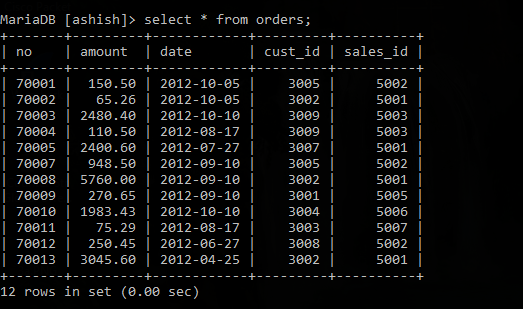 MariaDB [ashish]> select * from orders;
+-------+---------+------------+---------+----------+
| no    | amount  | date       | cust_id | sales_id |
+-------+---------+------------+---------+----------+
| 70001 |  150.50 | 2012-10-05 |    3005 |     5002 |
| 70002 |   65.26 | 2012-10-05 |    3002 |     5001 |
| 70003 | 2480.40 | 2012-10-10 |    3009 |     5003 |
| 70004 |  110.50 | 2012-08-17 |    3009 |     5003 |
| 70005 | 2400.60 | 2012-07-27 |    3007 |     5001 |
| 70007 |  948.50 | 2012-09-10 |    3005 |     5002 |
| 70008 | 5760.00 | 2012-09-10 |    3002 |     5001 |
| 70009 |  270.65 | 2012-09-10 |    3001 |     5005 |
| 70010 | 1983.43 | 2012-10-10 |    3004 |     5006 |
| 70011 |   75.29 | 2012-08-17 |    3003 |     5007 |
| 70012 |  250.45 | 2012-06-27 |    3008 |     5002 |
| 70013 | 3045.60 | 2012-04-25 |    3002 |     5001 |
+-------+---------+------------+---------+----------+
12 rows in set (0.00 sec)